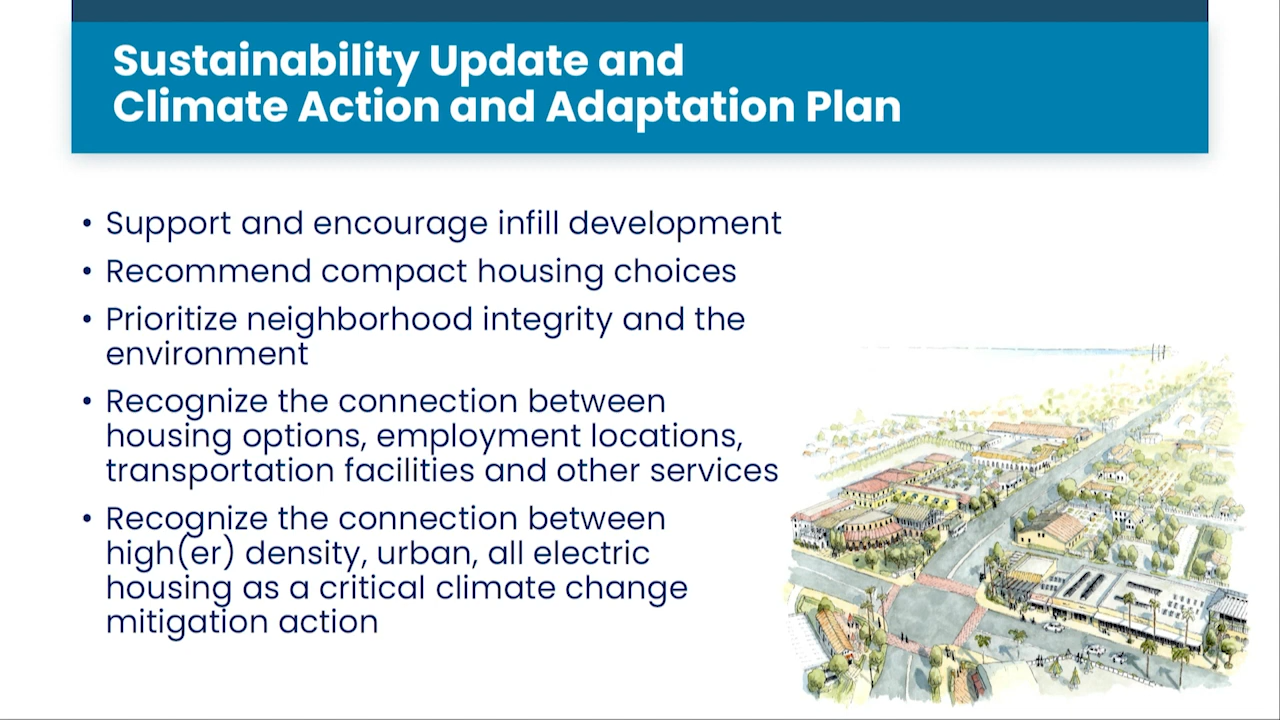 Sustainability Update and
Climate Action and Adaptation Plan
• Support and encourage infill development
• Recommend compact housing choices
• Prioritize neighborhood integrity and the
environment
• Recognize the connection between
housing options, employment locations,
transportation facilities and other services
• Recognize the connection between
high(er) density, urban, all electric
housing as a critical climate change
mitigation action